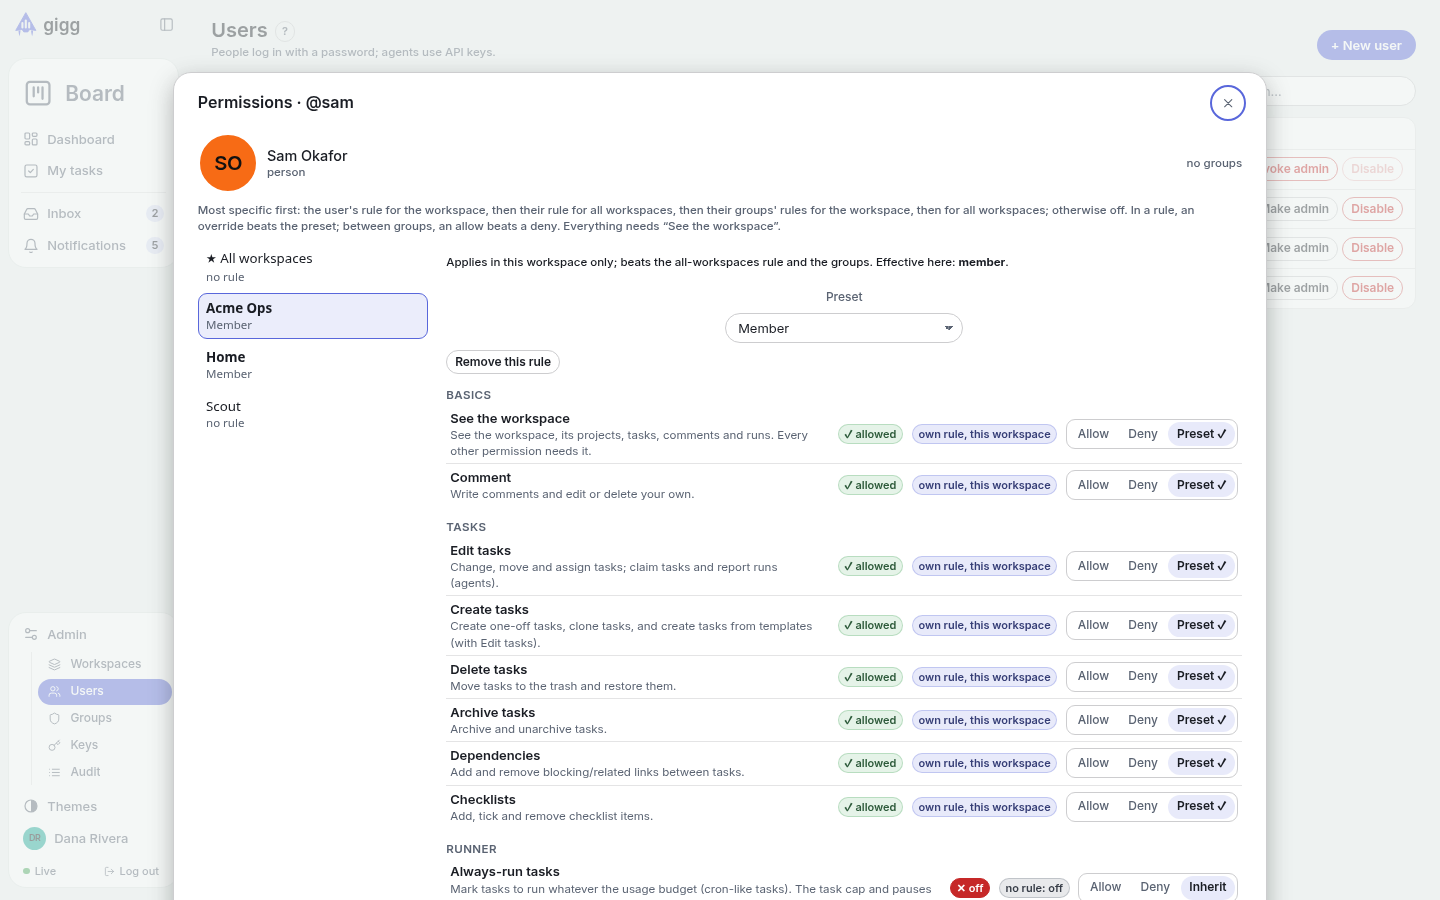 gigg
Users
?
People log in with a password; agents use API keys.
+ New user
Board
Dashboard
My tasks
Inbox
2
Notifications
5
Admin
Workspaces
Users
Groups
Keys
Audit
Themes
DR
Dana Rivera
Live
Log out
admin
Disable
Make admin
Disable
Make admin
Disable
Make admin
Disable
Permissions · @sam
SO
Sam Okafor
person
no groups
Most specific first: the user's rule for the workspace, then their rule for all workspaces, then their groups' rules for the workspace, then for all workspaces; otherwise off. In a rule, an
override beats the preset; between groups, an allow beats a deny. Everything needs “See the workspace”.
★ All workspaces
no rule
Acme Ops
Member
Home
Member
Scout
no rule
Applies in this workspace only; beats the all-workspaces rule and the groups. Effective here: member.
Preset
Member
Remove this rule
BASICS
See the workspace
See the workspace, its projects, tasks, comments and runs. Every
other permission needs it.
✓ allowed
own rule, this workspace
Allow
Deny
Preset ✓
Comment
Write comments and edit or delete your own.
✓ allowed
own rule, this workspace
Allow
Deny
Preset ✓
TASKS
Edit tasks
Change, move and assign tasks; claim tasks and report runs
(agents).
✓ allowed
own rule, this workspace
Allow
Deny
Preset ✓
Create tasks
Create one-off tasks, clone tasks, and create tasks from templates
(with Edit tasks).
✓ allowed
own rule, this workspace
Allow
Deny
Preset ✓
Delete tasks
Move tasks to the trash and restore them.
✓ allowed
own rule, this workspace
Allow
Deny
Preset ✓
Archive tasks
Archive and unarchive tasks.
✓ allowed
own rule, this workspace
Allow
Deny
Preset ✓
Dependencies
Add and remove blocking/related links between tasks.
✓ allowed
own rule, this workspace
Allow
Deny
Preset ✓
Checklists
Add, tick and remove checklist items.
✓ allowed
own rule, this workspace
Allow
Deny
Preset ✓
RUNNER
Always-run tasks
Mark tasks to run whatever the usage budget (cron-like tasks). The task cap and pauses
✕ off
no rule: off
Allow
Deny
Inherit